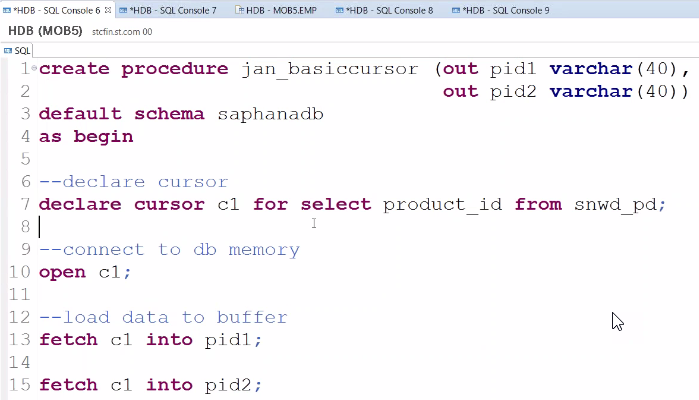 *HDB - SQL Console 6
*HDB - SQL Console 7
HDB - MOB5.EMP
*HDB - SQL Console 8
*HDB - SQL Console 9
HDB (MOB5) stcfin.st.com 00
SQL
1 create procedure jan_basiccursor (out pid1 varchar(40),
2 out pid2 varchar(40))
3 default schema saphanadb
4 as begin
5
6 --declare cursor
7 declare cursor c1 for select product_id from snwd_pd;
8
9 --connect to db memory
10 open c1;
11
12 --load data to buffer
13 fetch c1 into pid1;
14
15 fetch c1 into pid2;